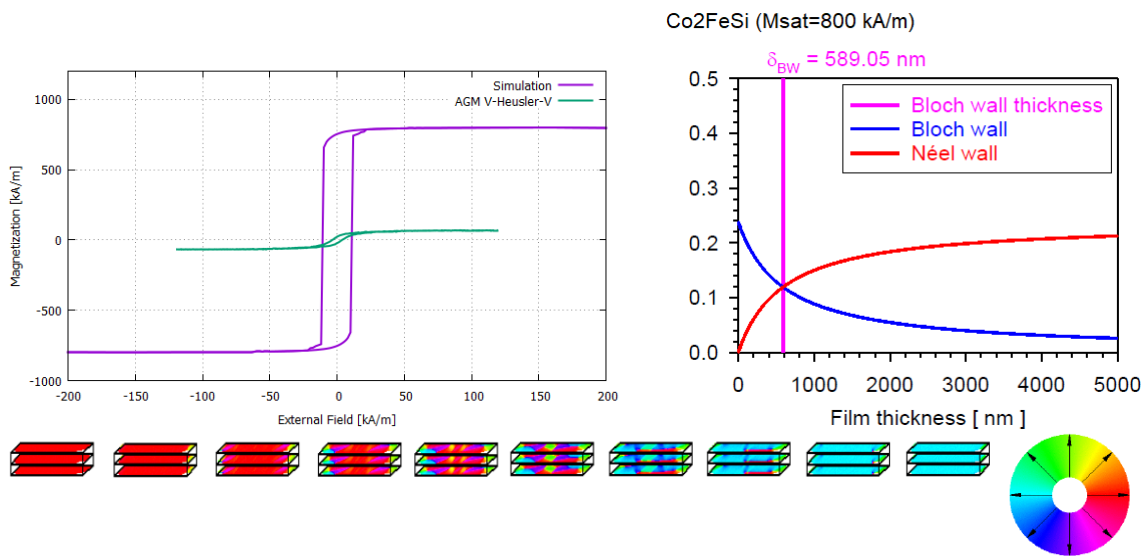 Co2FeSi (Msat=800 kA/m)
δBW = 589.05 nm
Simulation
AGM V-Heusler-V
1000
500
0
-500
-1000
Magnetization [kA/m]
-200
-150
-100
-50
0
50
100
150
200
External Field [kA/m]
Bloch wall thickness
Bloch wall
Néel wall
0.5
0.4
0.3
0.2
0.1
0.0
0
1000
2000
3000
4000
5000
Film thickness [ nm ]